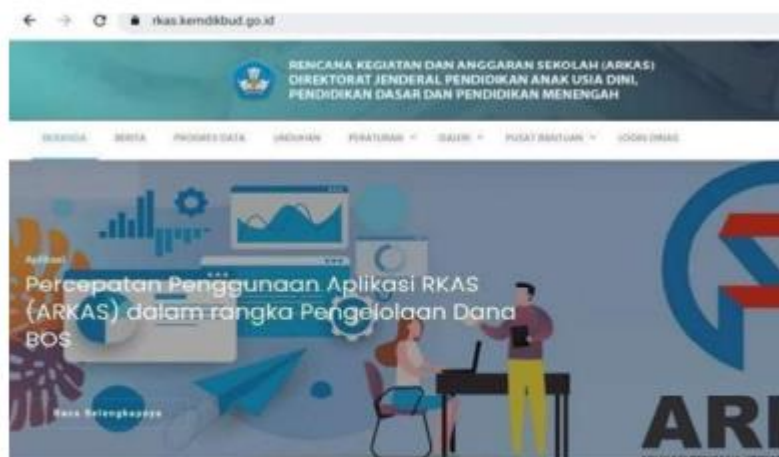 rkas.kemdikbud.go.id
RENCANA KEGIATAN DAN ANGGARAN SEKOLAH (ARKAS)
DIREKTORAT JENDERAL PENDIDIKAN ANAK USIA DINI,
PENDIDIKAN DASAR DAN PENDIDIKAN MENENGAH
BERANDA BERITA PROGRES DATA UNDUHAN PERATURAN GALERI PUSAT BANTUAN LOGIN DINAS
Aplikasi
Percepatan Penggunaan Aplikasi RKAS
(ARKAS) dalam rangka Pengelolaan Dana
BOS
Baca Selengkapnya